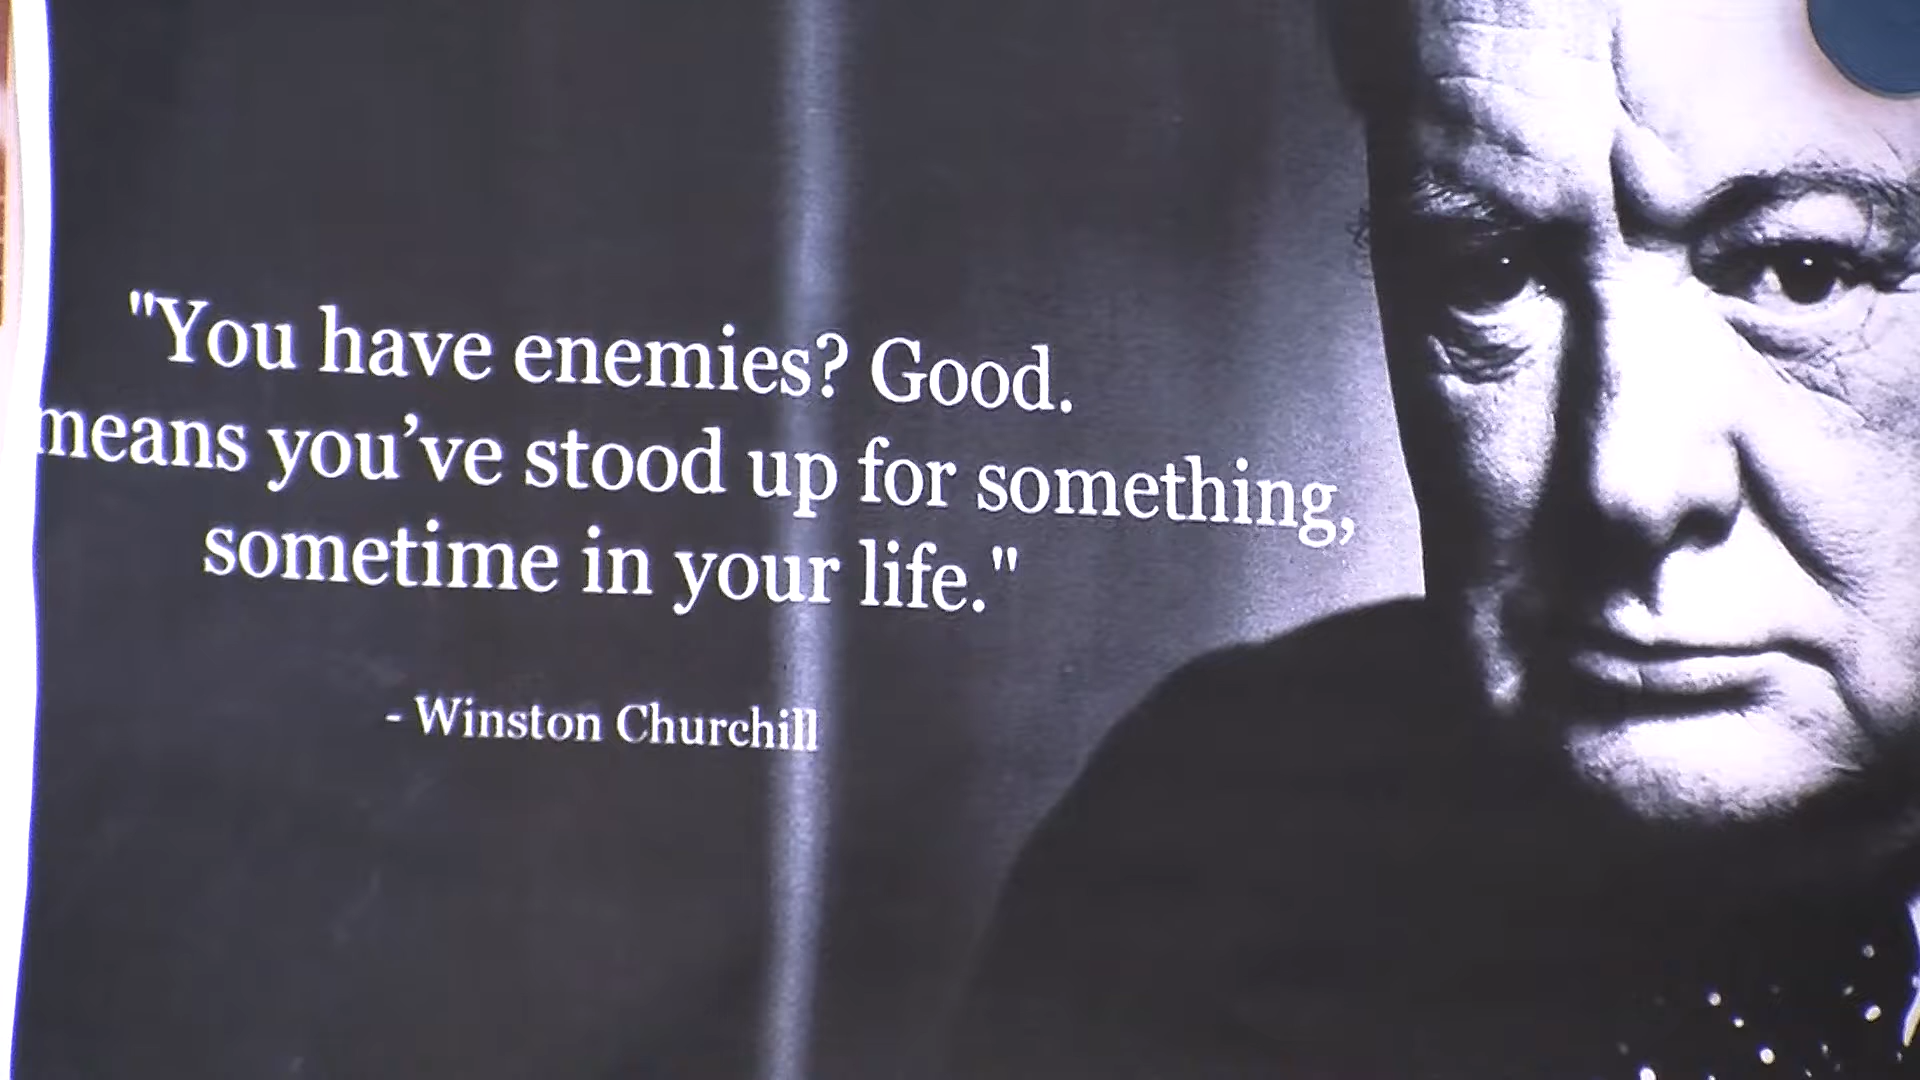 "You have enemies? Good.
means you’ve stood up for something,
sometime in your life."
- Winston Churchill